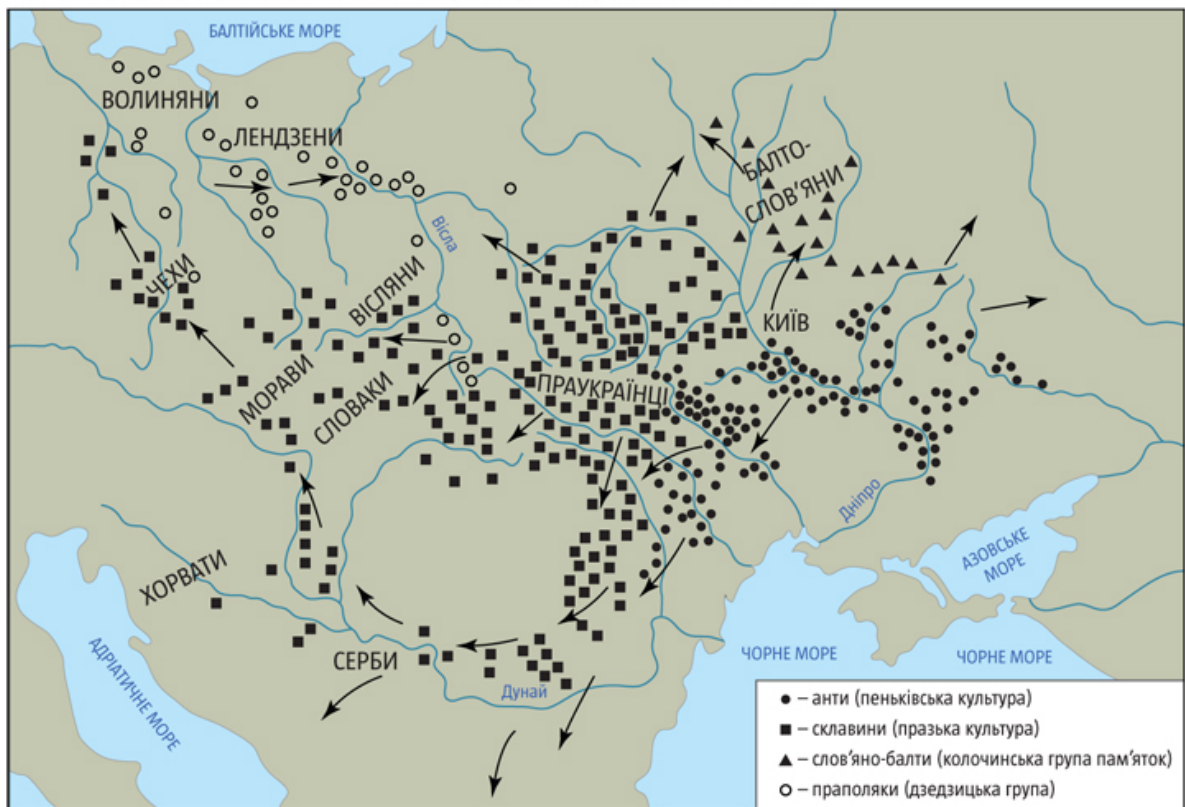 БАЛТІЙСЬКЕ МОРЕ
ВОЛИНЯНИ
ЛЕНДЗЕНИ
БАЛТО-
СЛОВ'ЯНИ
Вісла
ЧЕХИ
ВІСЛЯНИ
КИЇВ
МОРАВИ
СЛОВАКИ
ПРАУКРАЇНЦІ
Дніпро
АЗОВСЬКЕ
МОРЕ
ХОРВАТИ
АДРІАТИЧНЕ МОРЕ
СЕРБИ
Дунай
ЧОРНЕ МОРЕ
ЧОРНЕ МОРЕ
– анти (пеньківська культура)
– склавини (празька культура)
– слов'яно-балти (колочинська група пам'яток)
– праполяки (дзедзицька група)